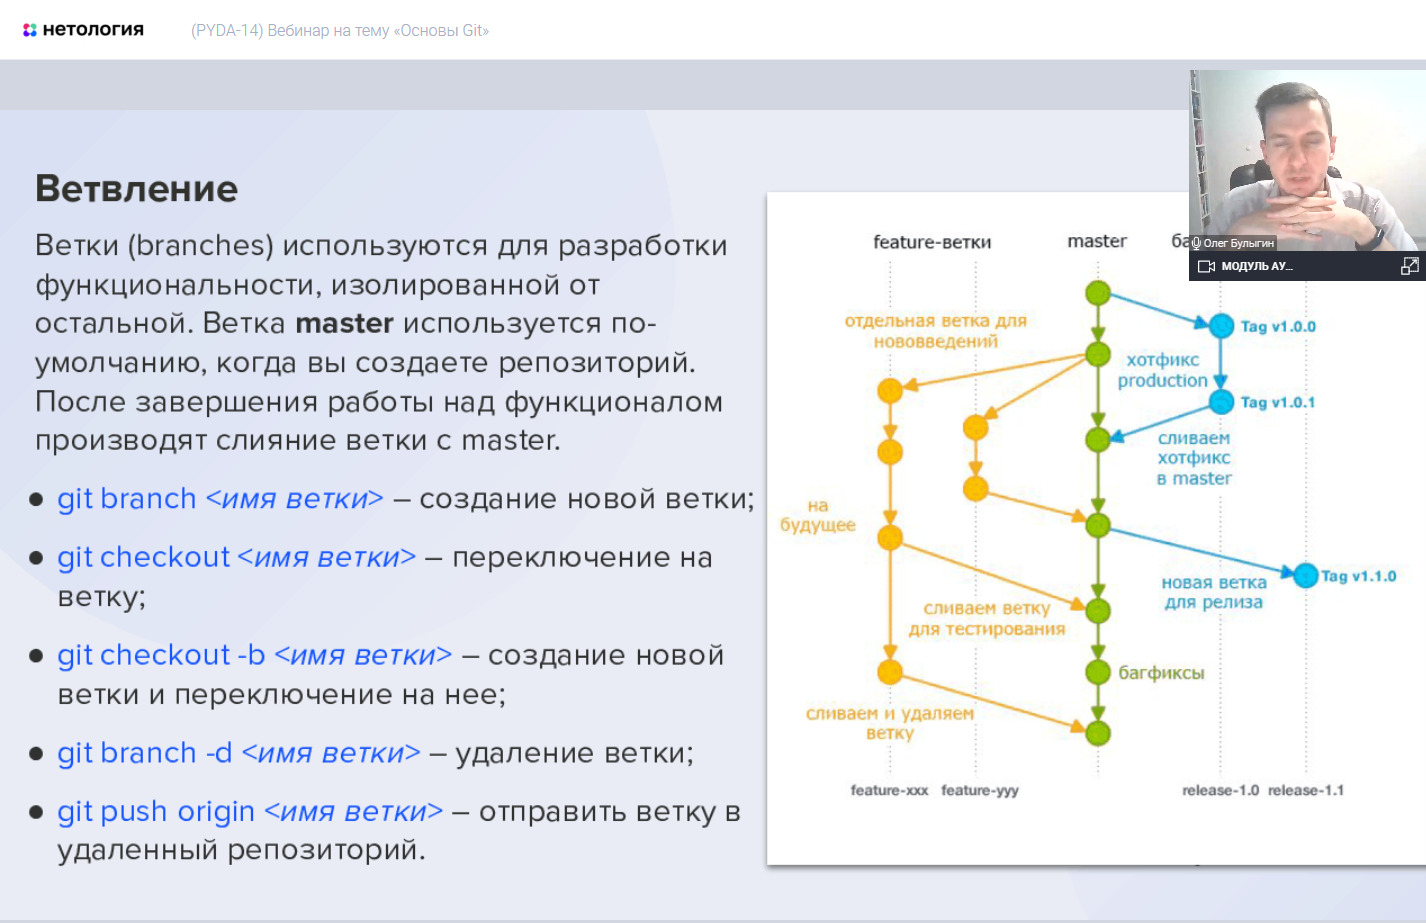 нетология
(PYDA-14) Вебинар на тему «Основы Git»
Ветвление
Ветки (branches) используются для разработки
функциональности, изолированной от
остальной. Ветка master используется по-
умолчанию, когда вы создаете репозиторий.
После завершения работы над функционалом
производят слияние ветки с master.
● git branch <имя ветки> – создание новой ветки;
● git checkout <имя ветки> – переключение на
ветку;
● git checkout -b <имя ветки> – создание новой
ветки и переключение на нее;
● git branch -d <имя ветки> – удаление ветки;
● git push origin <имя ветки> – отправить ветку в
удаленный репозиторий.
Олег Булыгин
МОДУЛЬ АУ...
feature-ветки
master
отдельная ветка для
нововведений
Tag v1.0.0
хотфикс
production
Tag v1.0.1
сливаем
хотфикс
в master
на
будущее
Tag v1.1.0
новая ветка
для релиза
сливаем ветку
для тестирования
багфиксы
сливаем и удаляем
ветку
feature-xxx feature-yyy
release-1.0 release-1.1